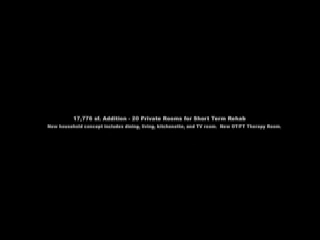 17,776 sf. Addition - 20 Private Rooms for Short Term Rehab
New household concept includes dining, living, kitchenette, and TV room. New OT/PT Therapy Room.